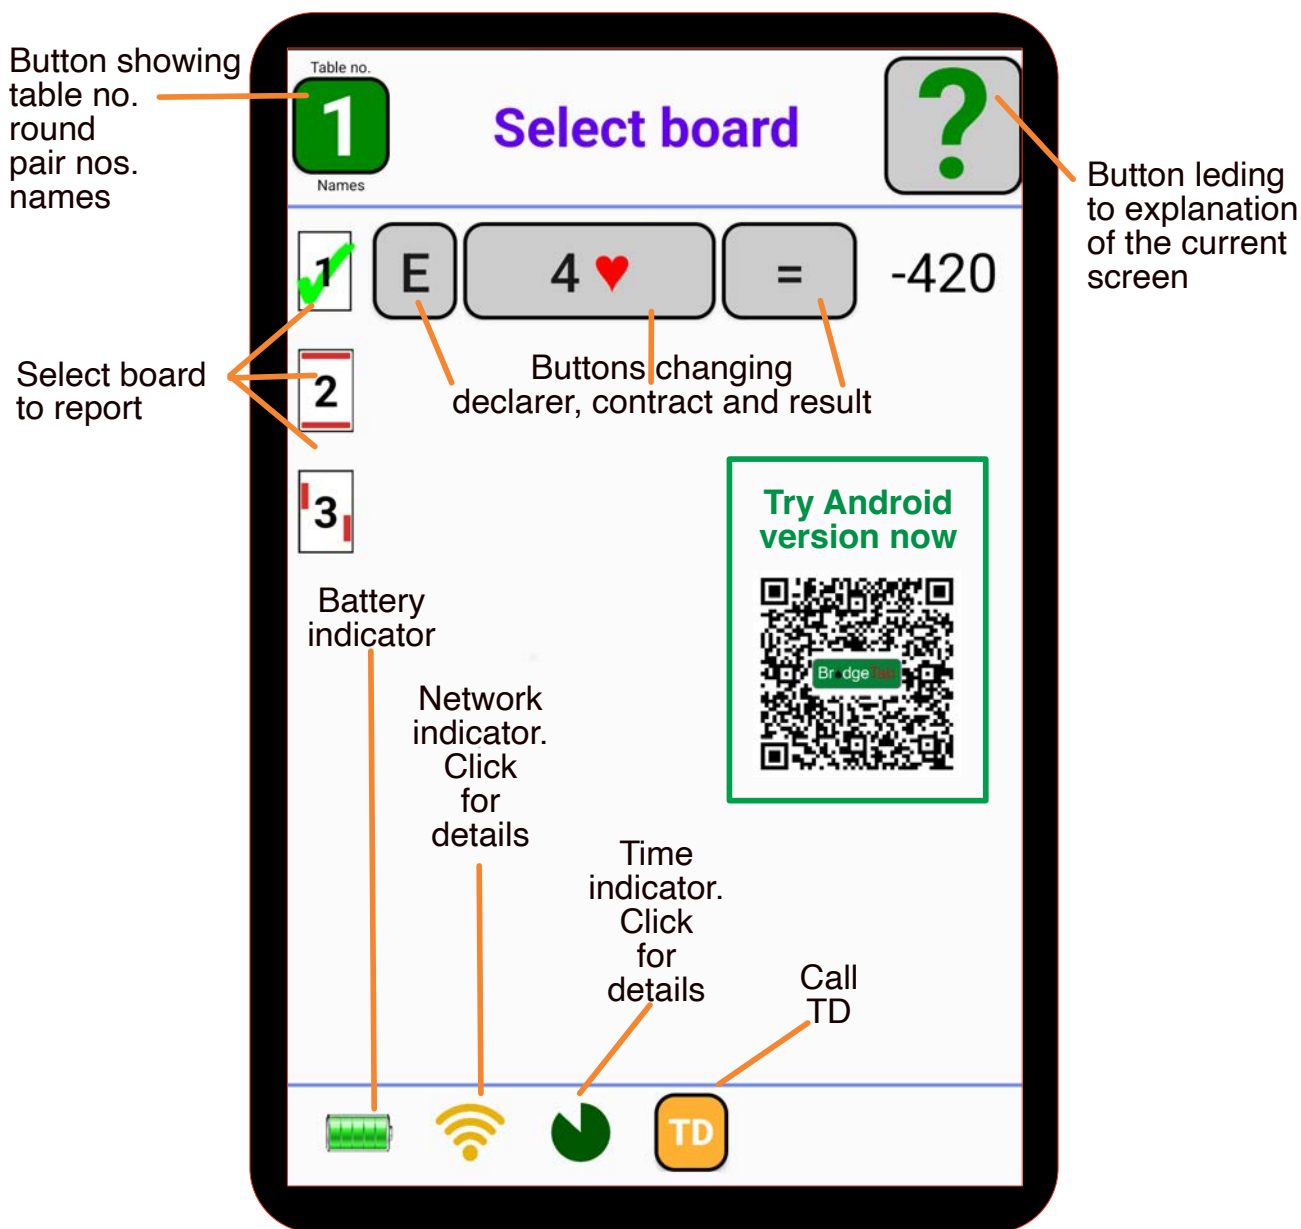 Button showing
table no.
round
pair nos.
names
Table no.
1
Names
Select board
?
Button leding
to explanation
of the current
screen
1 E 4 ♥ = -420
Select board
to report
2
Buttons changing
declarer, contract and result
3
Try Android
version now
BridgeTab
Battery
indicator
Network
indicator.
Click
for
details
Time
indicator.
Click
for
details
Call
TD
TD